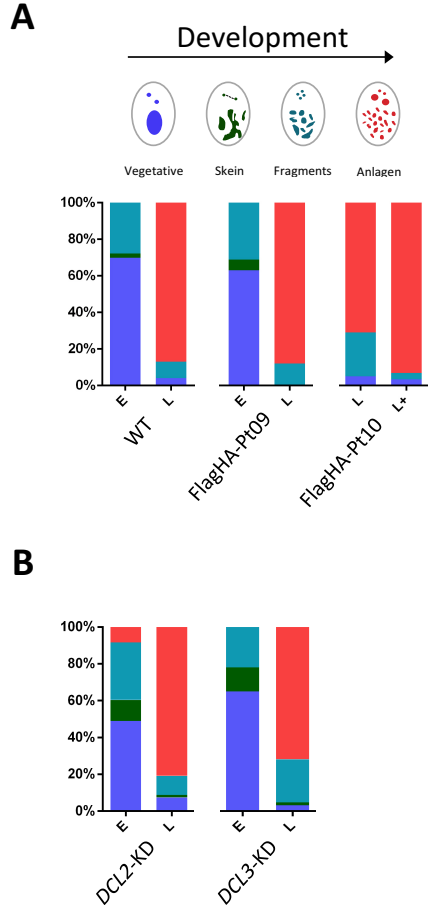 A
Development
Vegetative Skein Fragments Anlagen
100%
80%
60%
40%
20%
0%
E L E L L L+
WT FlagHA-Pt09 FlagHA-Pt10
B
100%
80%
60%
40%
20%
0%
E L E L
DCL2-KD DCL3-KD